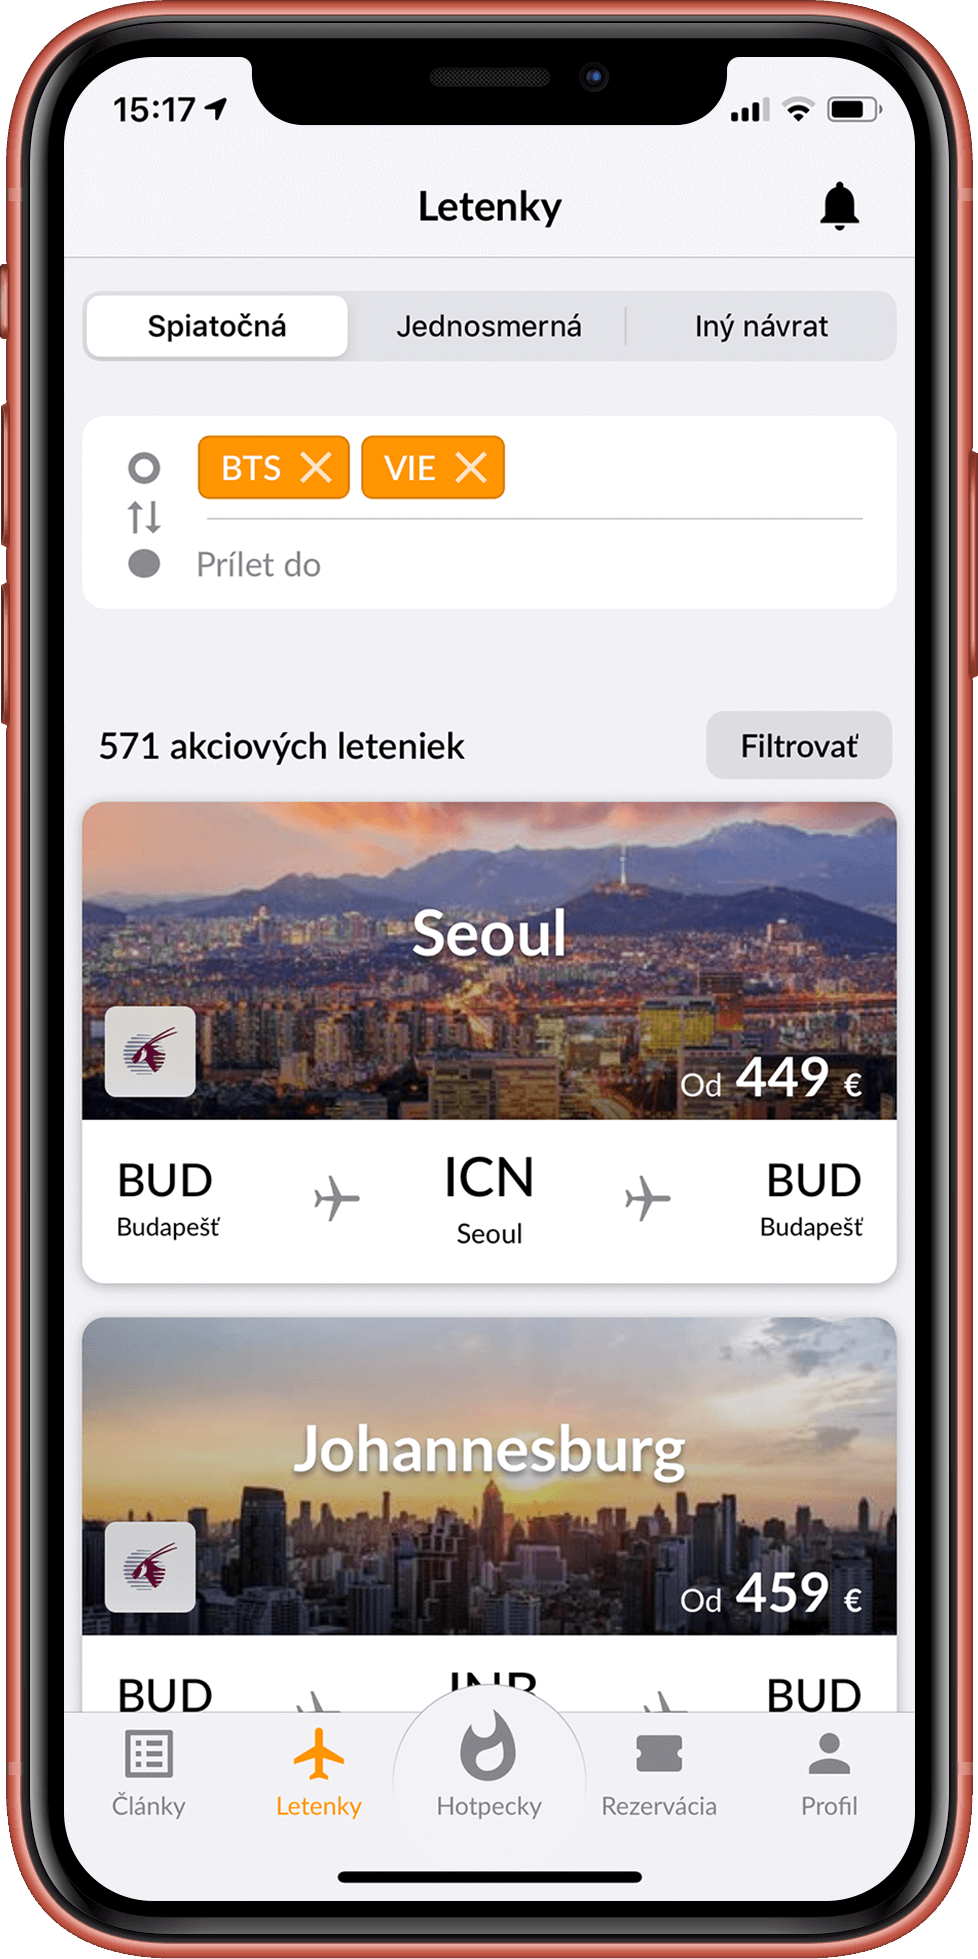 15:17
Letenky
Spiatočná Jednosmerná Iný návrat
BTS VIE
Prílet do
571 akciových leteniek Filtrovať
Seoul
Od 449 €
BUD ICN BUD
Budapešť Seoul Budapešť
Johannesburg
Od 459 €
BUD JNB BUD
Články Letenky Hotpecky Rezervácia Profil